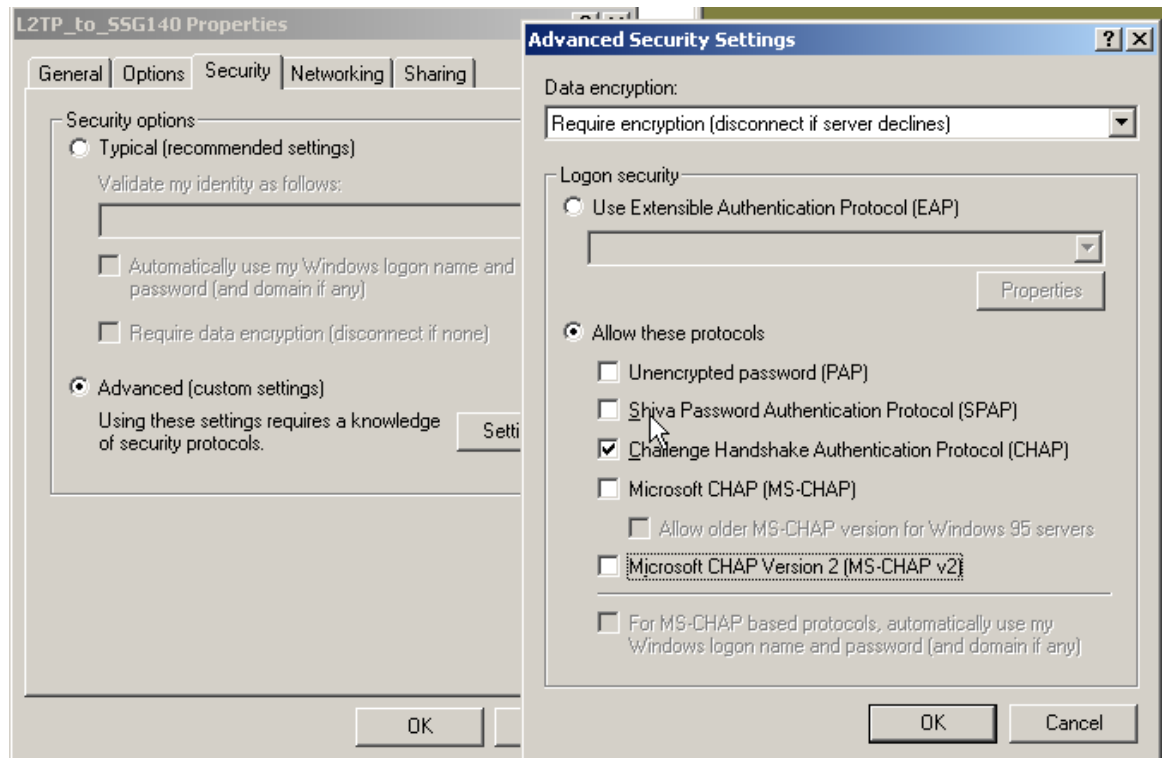 L2TP_to_SSG140 Properties
General Options Security Networking Sharing
Security options
Typical (recommended settings)
Validate my identity as follows:
Automatically use my Windows logon name and
password (and domain if any)
Require data encryption (disconnect if none)
Advanced (custom settings)
Using these settings requires a knowledge
of security protocols.
Setti
OK
Advanced Security Settings
Data encryption:
Require encryption (disconnect if server declines)
Logon security
Use Extensible Authentication Protocol (EAP)
Properties
Allow these protocols
Unencrypted password (PAP)
Shiva Password Authentication Protocol (SPAP)
Challenge Handshake Authentication Protocol (CHAP)
Microsoft CHAP (MS-CHAP)
Allow older MS-CHAP version for Windows 95 servers
Microsoft CHAP Version 2 (MS-CHAP v2)
For MS-CHAP based protocols, automatically use my
Windows logon name and password (and domain if any)
OK Cancel